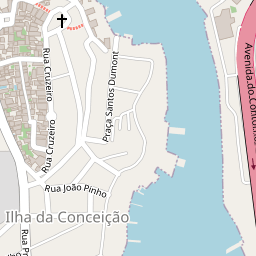 Rua Cruzeiro
Praça Santos Dumont
Rua Cruzeiro
Rua João Pinho
Ilha da Conceição
Avenida do Contorno